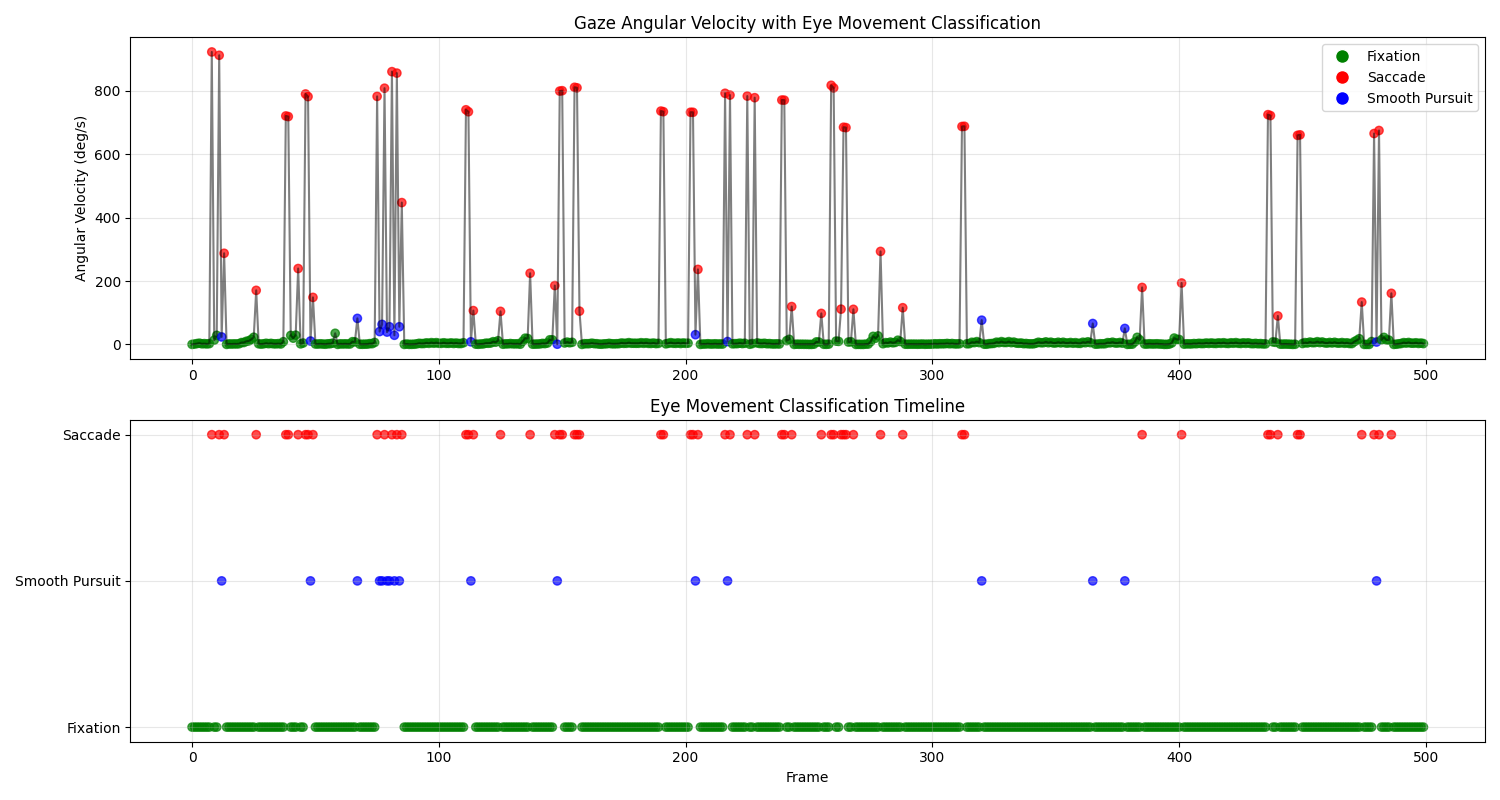 Gaze Angular Velocity with Eye Movement Classification
Angular Velocity (deg/s)
800
600
400
200
0
0 100 200 300 400 500
Fixation
Saccade
Smooth Pursuit
Eye Movement Classification Timeline
Saccade
Smooth Pursuit
Fixation
0 100 200 300 400 500
Frame